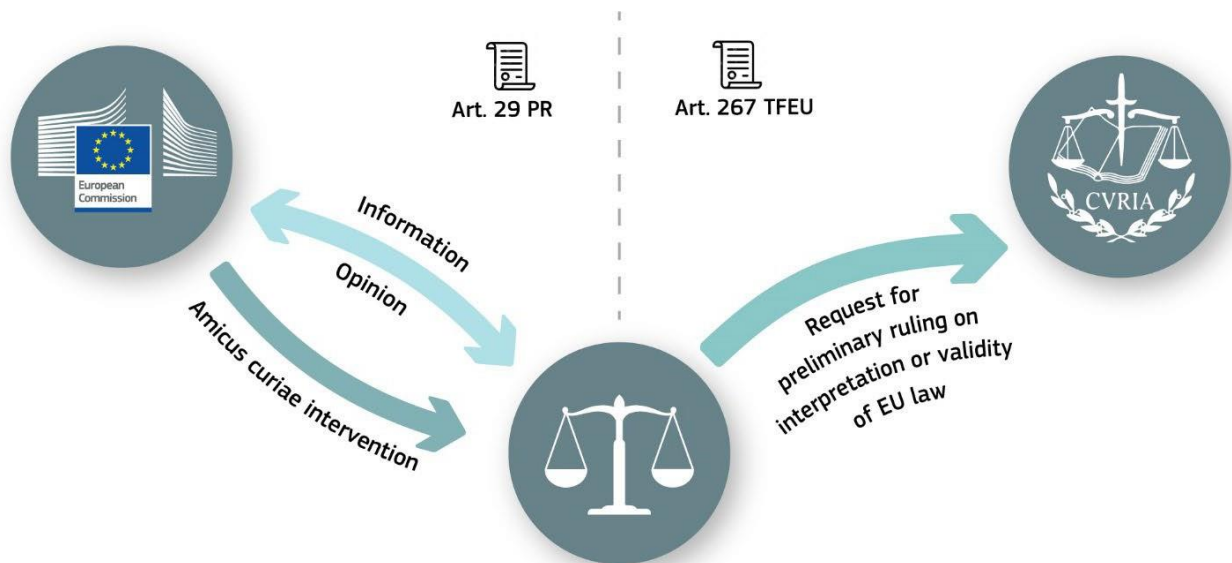 Art. 29 PR
Art. 267 TFEU
European
Commission
CVRIA
Information
Opinion
Amicus curiae intervention
Request for
preliminary ruling on
interpretation or validity
of EU law